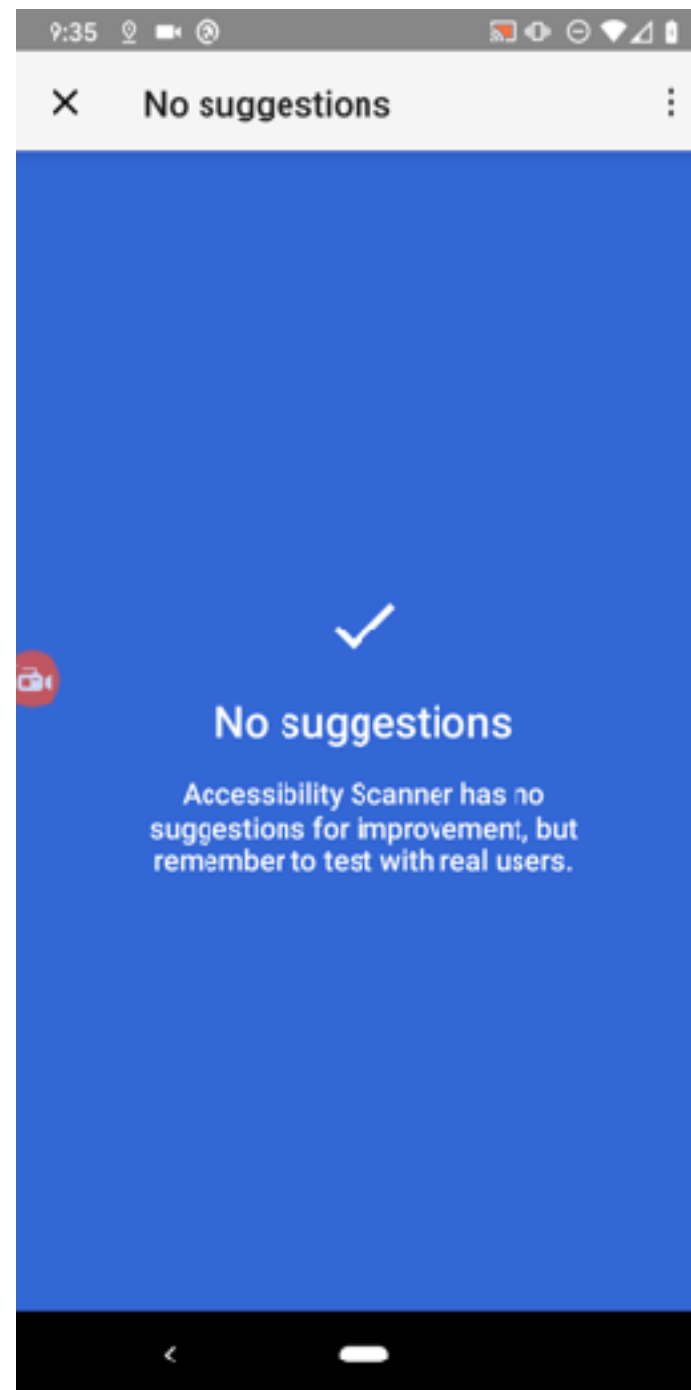 9:35
No suggestions
No suggestions
Accessibility Scanner has no
suggestions for improvement, but
remember to test with real users.